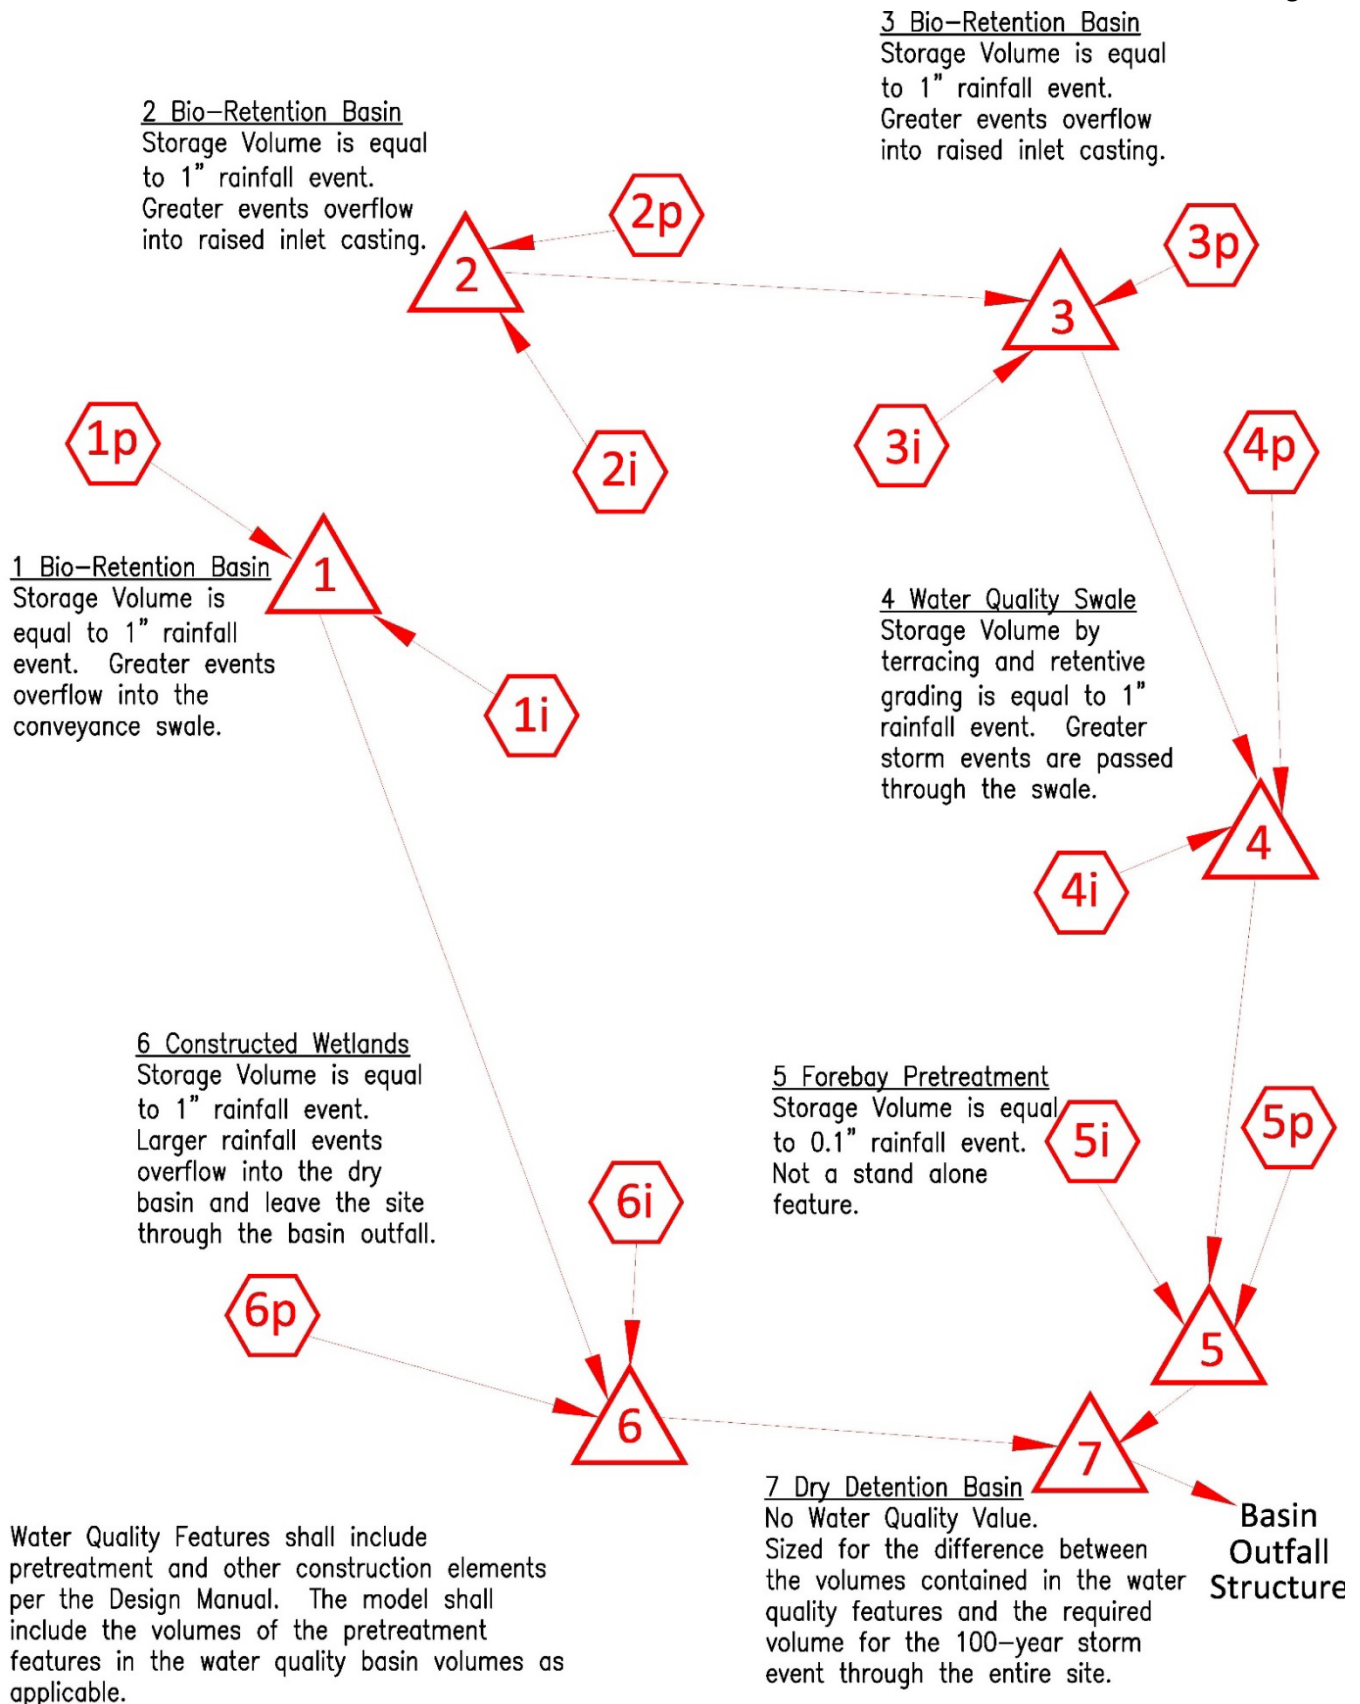 3 Bio-Retention Basin
Storage Volume is equal
to 1" rainfall event.
Greater events overflow
into raised inlet casting.
2 Bio-Retention Basin
Storage Volume is equal
to 1" rainfall event.
Greater events overflow
into raised inlet casting.
2p
3p
2
3
1p
2i
3i
4p
1 Bio-Retention Basin
Storage Volume is
equal to 1" rainfall
event. Greater events
overflow into the
conveyance swale.
1
1i
4 Water Quality Swale
Storage Volume by
terracing and retentive
grading is equal to 1"
rainfall event. Greater
storm events are passed
through the swale.
4
4i
6 Constructed Wetlands
Storage Volume is equal
to 1" rainfall event.
Larger rainfall events
overflow into the dry
basin and leave the site
through the basin outfall.
5 Forebay Pretreatment
Storage Volume is equal
to 0.1" rainfall event.
Not a stand alone
feature.
5i
5p
6i
6p
5
6
7
7 Dry Detention Basin
No Water Quality Value.
Sized for the difference between
the volumes contained in the water
quality features and the required
volume for the 100-year storm
event through the entire site.
Basin
Outfall
Structure
Water Quality Features shall include
pretreatment and other construction elements
per the Design Manual. The model shall
include the volumes of the pretreatment
features in the water quality basin volumes as
applicable.